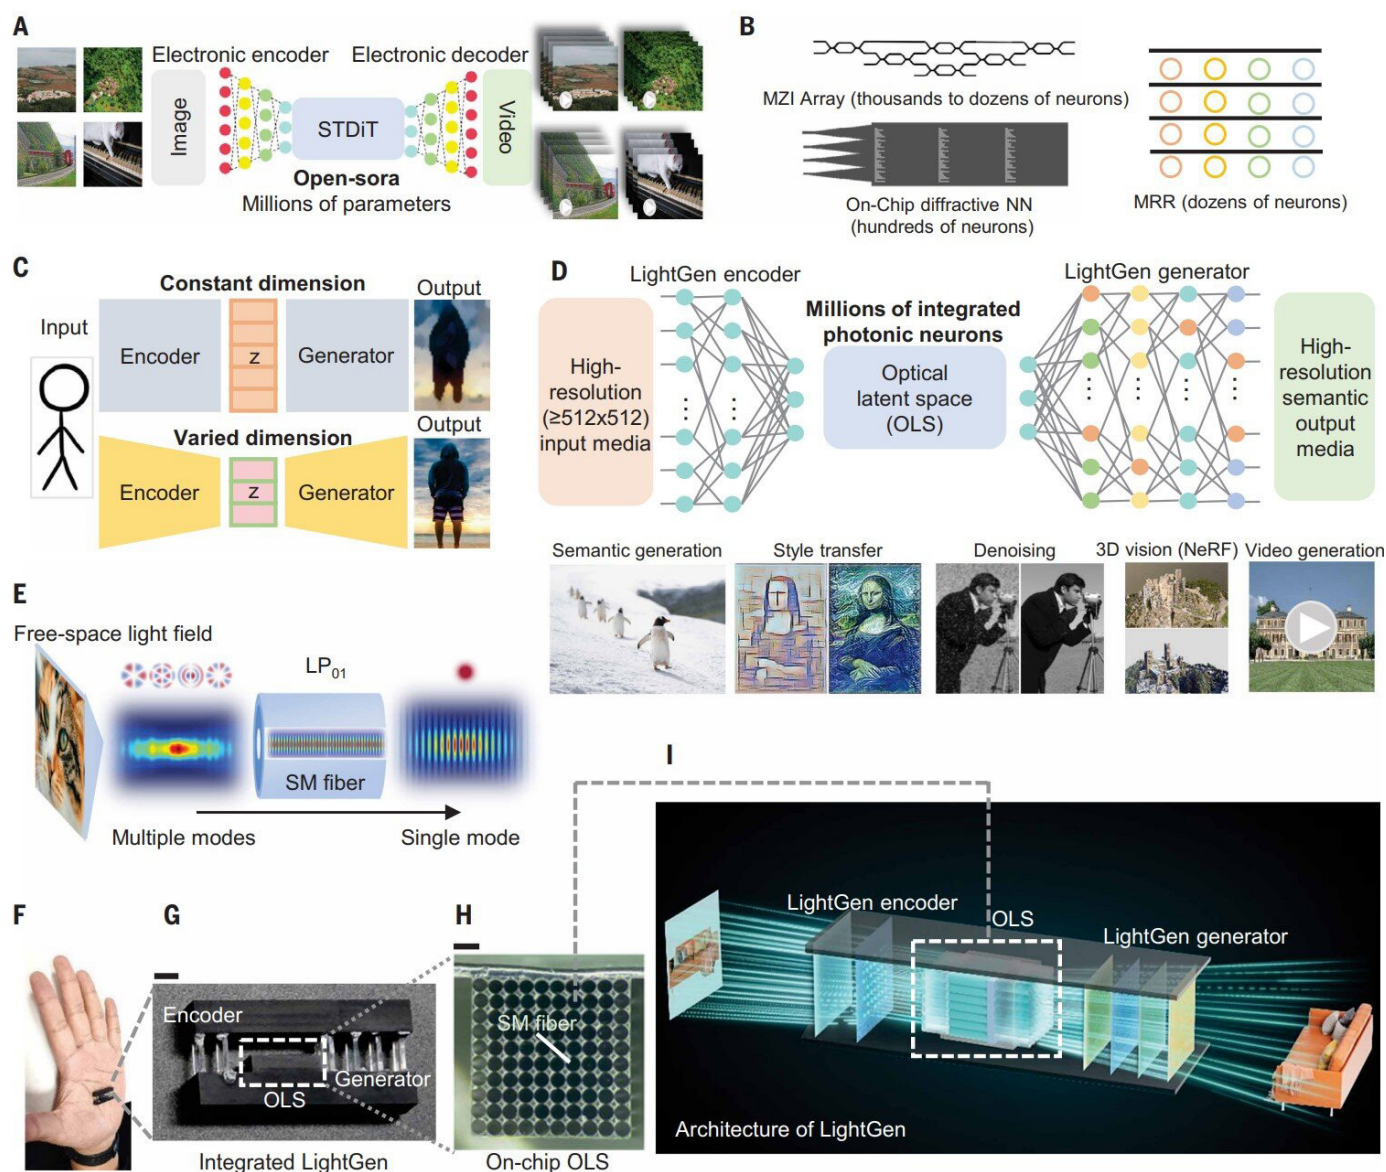 A
Electronic encoder
Electronic decoder
Image
STDiT
Video
Open-sora
Millions of parameters
B
MZI Array (thousands to dozens of neurons)
On-Chip diffractive NN
(hundreds of neurons)
MRR (dozens of neurons)
C
Constant dimension
Input
Encoder
z
Generator
Output
Varied dimension
Encoder
z
Generator
Output
D
LightGen encoder
LightGen generator
Millions of integrated
photonic neurons
High-
resolution
(≥512x512)
input media
Optical
latent space
(OLS)
High-
resolution
semantic
output
media
Semantic generation
Style transfer
Denoising
3D vision (NeRF)
Video generation
E
Free-space light field
LP01
SM fiber
Multiple modes
Single mode
F
G
Encoder
OLS
Generator
Integrated LightGen
H
SM fiber
On-chip OLS
I
LightGen encoder
OLS
LightGen generator
Architecture of LightGen